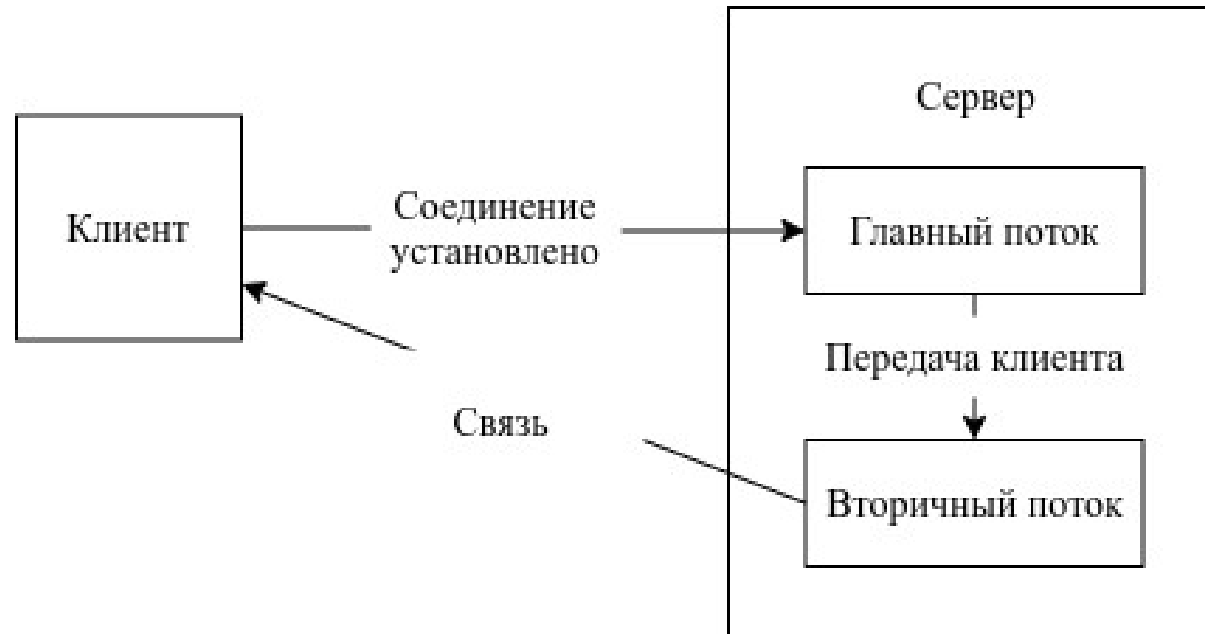 Сервер
Клиент
Соединение
установлено
Главный поток
Передача клиента
Связь
Вторичный поток